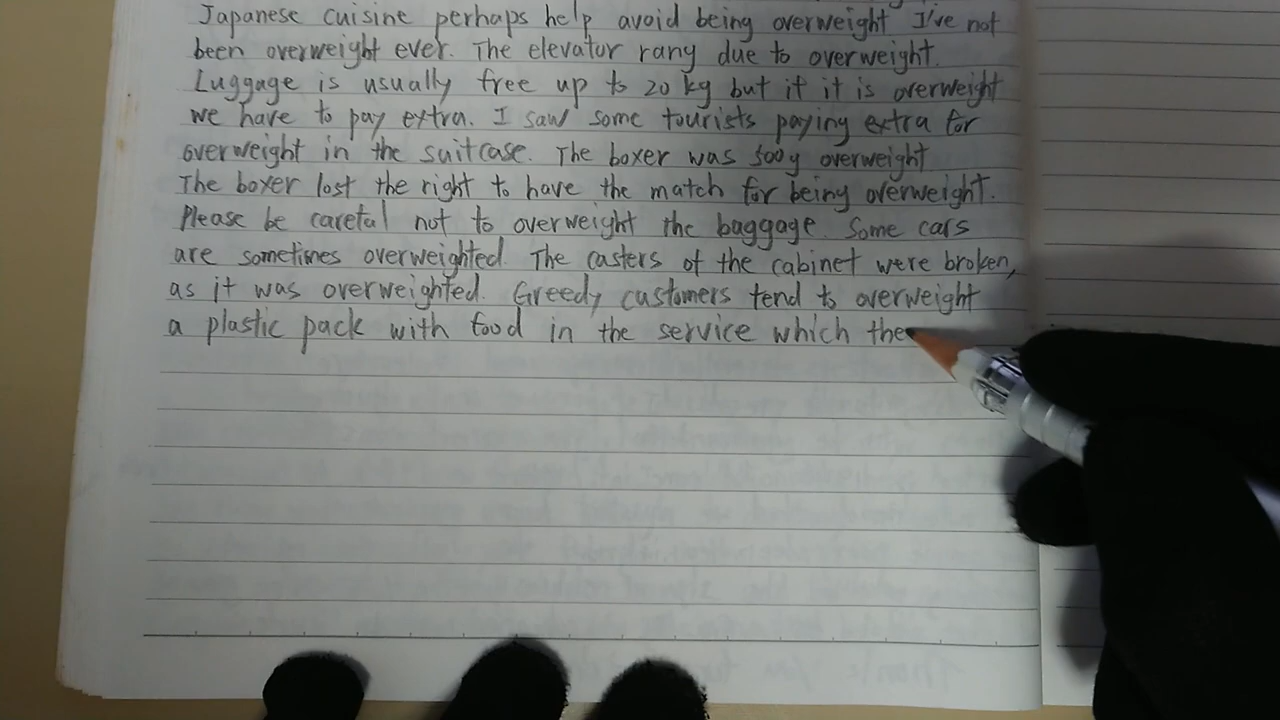 Japanese cuisine perhaps help avoid being overweight I've not
been overweight ever. The elevator rang due to overweight.
Luggage is usually free up to 20 kg but if it is overweight
we have to pay extra. I saw some tourists paying extra for
overweight in the suitcase. The boxer was 500g overweight
The boxer lost the right to have the match for being overweight.
Please be careful not to overweight the baggage. Some cars
are sometimes overweighted. The casters of the cabinet were broken,
as it was overweighted. Greedy customers tend to overweight
a plastic pack with food in the service which the